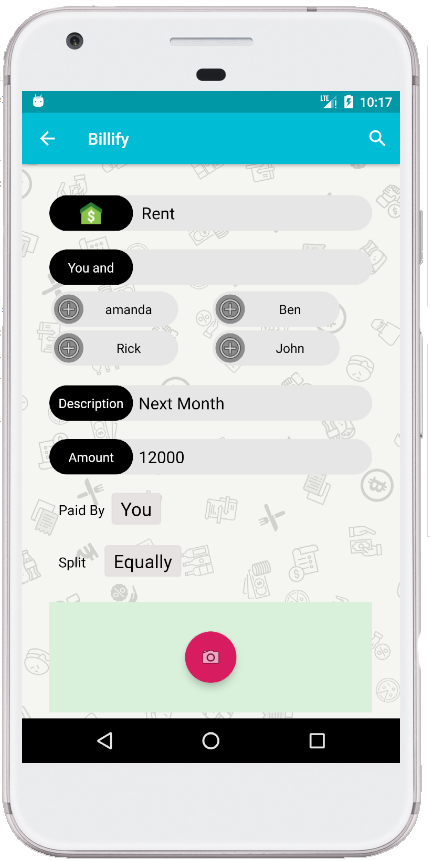 LTE 10:17
Billify
$ Rent
You and
amanda Ben
Rick John
Description Next Month
Amount 12000
Paid By You
Split Equally